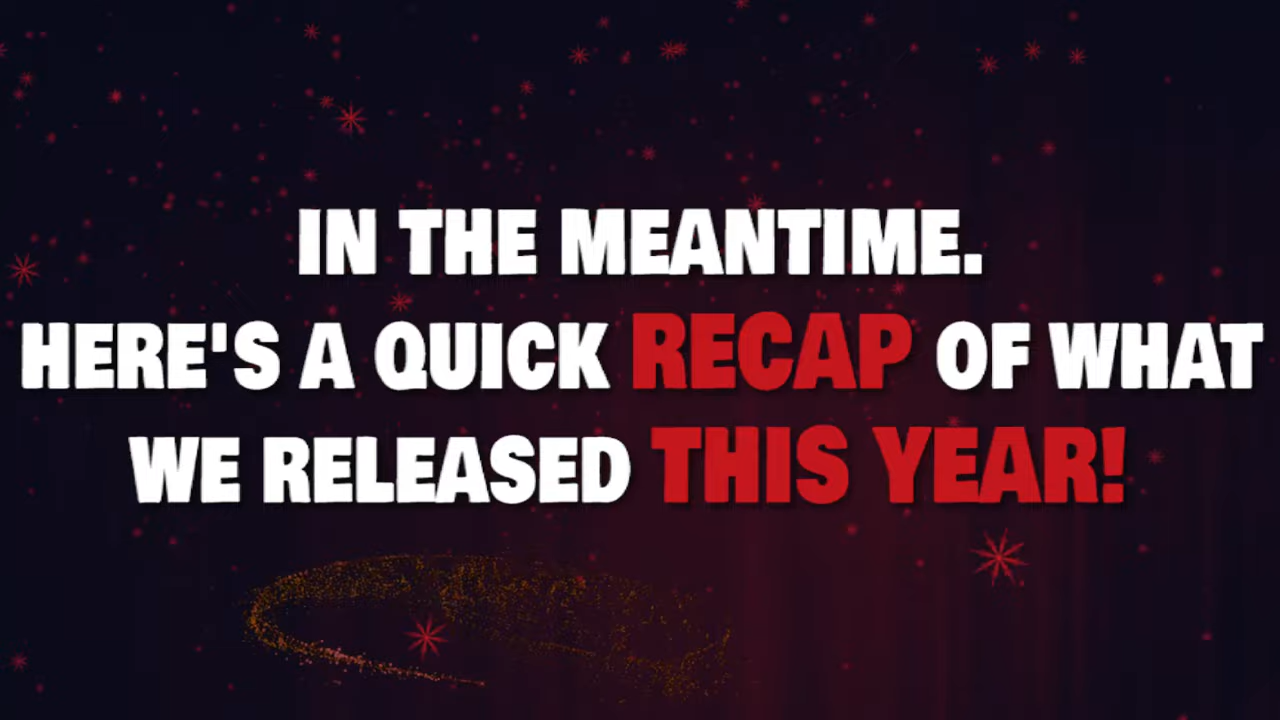 IN THE MEANTIME.
HERE'S A QUICK RECAP OF WHAT
WE RELEASED THIS YEAR!